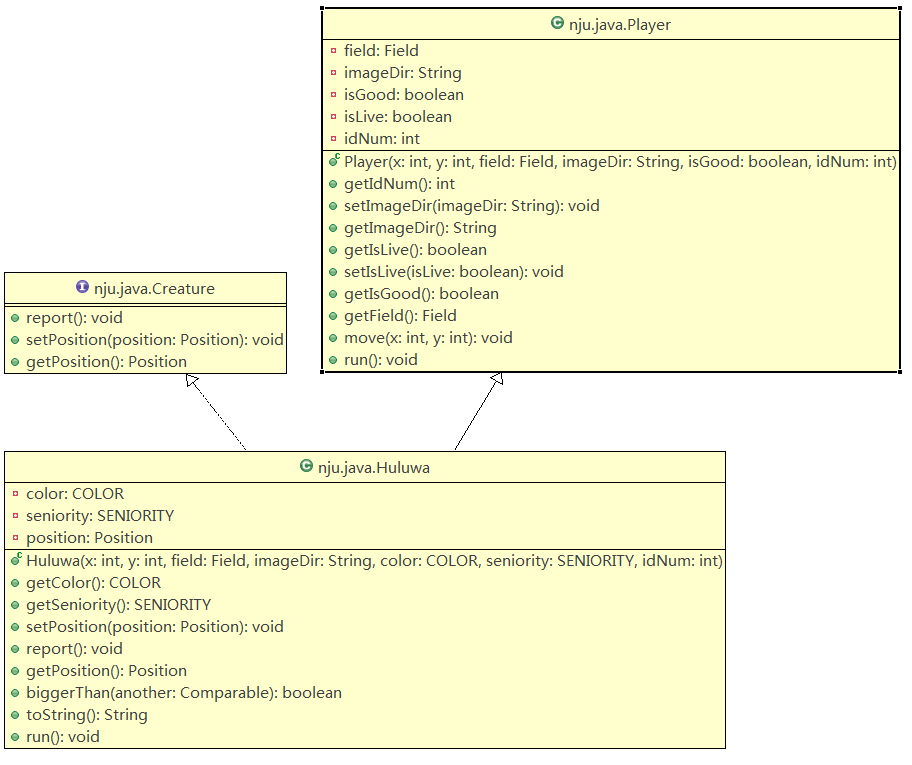 nju.java.Player
field: Field
imageDir: String
isGood: boolean
isLive: boolean
idNum: int
Player(x: int, y: int, field: Field, imageDir: String, isGood: boolean, idNum: int)
getIdNum(): int
setImageDir(imageDir: String): void
getImageDir(): String
getIsLive(): boolean
setIsLive(isLive: boolean): void
getIsGood(): boolean
getField(): Field
move(x: int, y: int): void
run(): void
nju.java.Creature
report(): void
setPosition(position: Position): void
getPosition(): Position
nju.java.Huluwa
color: COLOR
seniority: SENIORITY
position: Position
Huluwa(x: int, y: int, field: Field, imageDir: String, color: COLOR, seniority: SENIORITY, idNum: int)
getColor(): COLOR
getSeniority(): SENIORITY
setPosition(position: Position): void
report(): void
getPosition(): Position
biggerThan(another: Comparable): boolean
toString(): String
run(): void